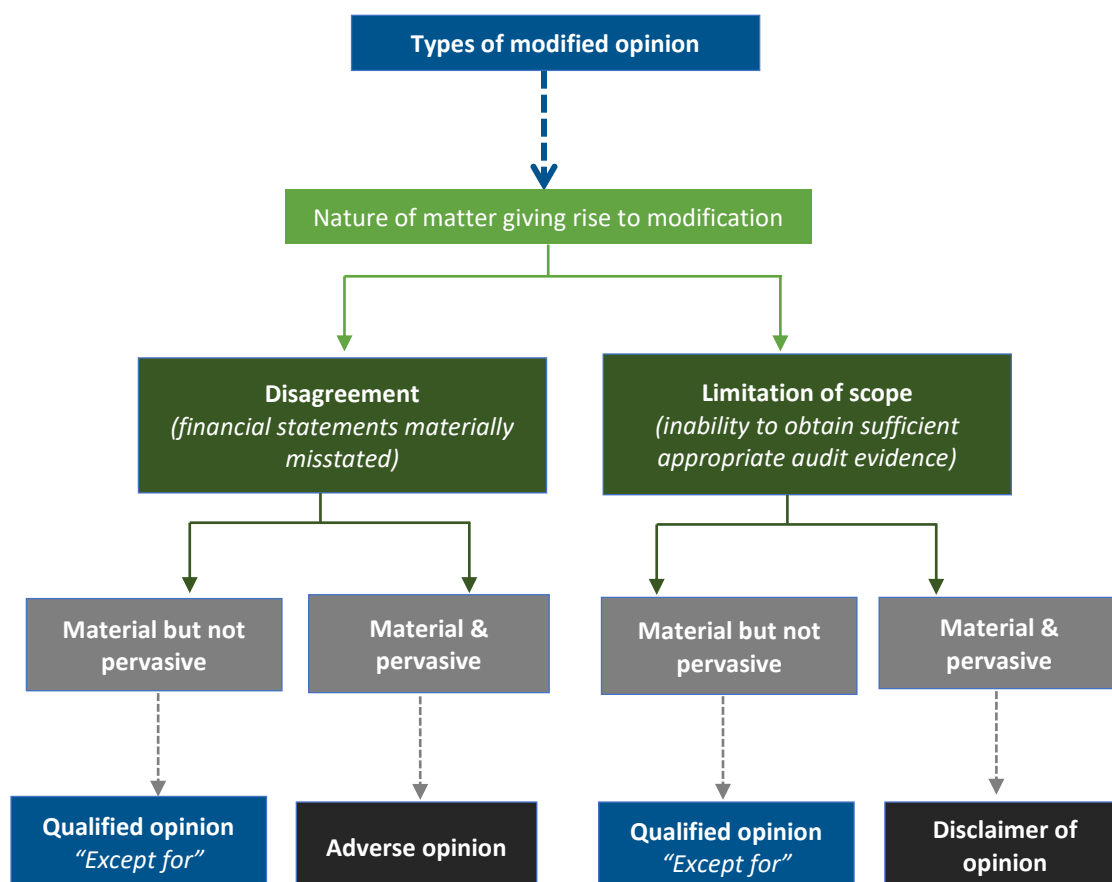 Types of modified opinion
Nature of matter giving rise to modification
Disagreement
(financial statements materially
misstated)
Limitation of scope
(inability to obtain sufficient
appropriate audit evidence)
Material but not
pervasive
Material &
pervasive
Material but not
pervasive
Material &
pervasive
Qualified opinion
“Except for”
Adverse opinion
Qualified opinion
“Except for”
Disclaimer of
opinion